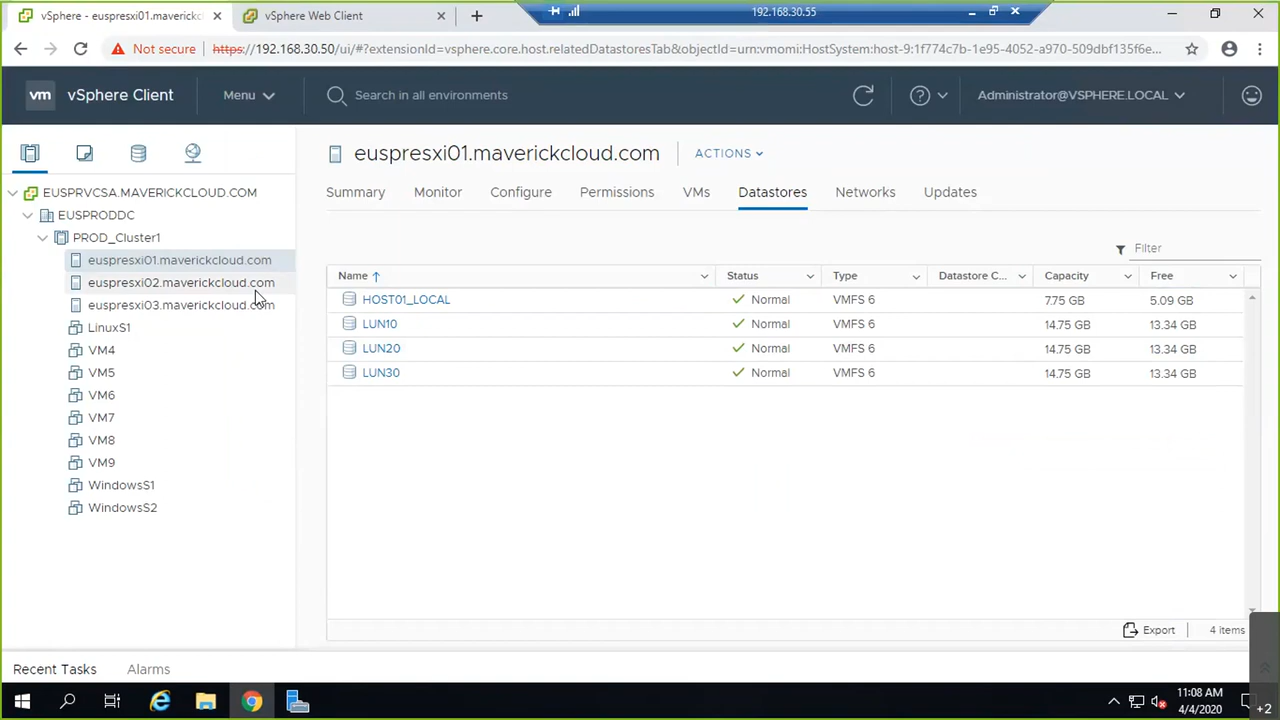 vSphere - euspresxi01.maverickcl
vSphere Web Client
192.168.30.55
Not secure
https://192.168.30.50/ui/#?extensionId=vsphere.core.host.relatedDatastoresTab&objectId=urn:vmomi:HostSystem:host-9:1f774c7b-1e95-4052-a970-509dbf135f6e...
vm vSphere Client
Menu
Search in all environments
Administrator@VSPHERE.LOCAL
euspresxi01.maverickcloud.com
ACTIONS
Summary Monitor Configure Permissions VMs Datastores Networks Updates
EUSPRVCSA.MAVERICKCLOUD.COM
EUSPRODDC
PROD_Cluster1
euspresxi01.maverickcloud.com
euspresxi02.maverickcloud.com
euspresxi03.maverickcloud.com
LinuxS1
VM4
VM5
VM6
VM7
VM8
VM9
WindowsS1
WindowsS2
Filter
Name Status Type Datastore C... Capacity Free
HOST01_LOCAL Normal VMFS 6 7.75 GB 5.09 GB
LUN10 Normal VMFS 6 14.75 GB 13.34 GB
LUN20 Normal VMFS 6 14.75 GB 13.34 GB
LUN30 Normal VMFS 6 14.75 GB 13.34 GB
Export 4 items
Recent Tasks Alarms
11:08 AM
4/4/2020
+2